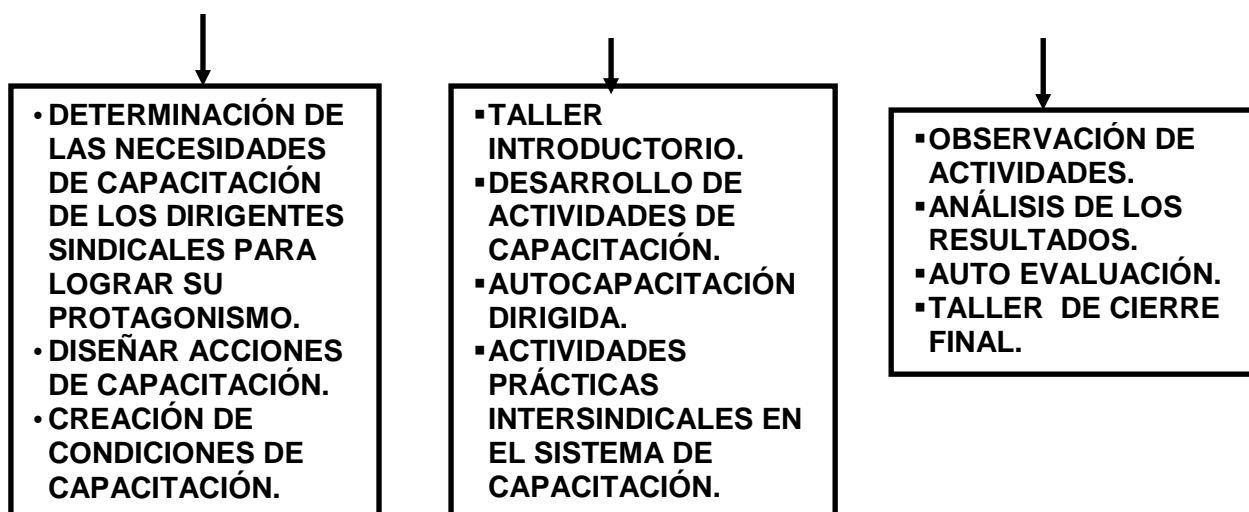 • DETERMINACIÓN DE
LAS NECESIDADES
DE CAPACITACIÓN
DE LOS DIRIGENTES
SINDICALES PARA
LOGRAR SU
PROTAGONISMO.
• DISEÑAR ACCIONES
DE CAPACITACIÓN.
• CREACIÓN DE
CONDICIONES DE
CAPACITACIÓN.
▪TALLER
INTRODUCTORIO.
▪DESARROLLO DE
ACTIVIDADES DE
CAPACITACIÓN.
▪AUTOCAPACITACIÓN
DIRIGIDA.
▪ACTIVIDADES
PRÁCTICAS
INTERSINDICALES EN
EL SISTEMA DE
CAPACITACIÓN.
▪OBSERVACIÓN DE
ACTIVIDADES.
▪ANÁLISIS DE LOS
RESULTADOS.
▪AUTO EVALUACIÓN.
▪TALLER  DE CIERRE
FINAL.